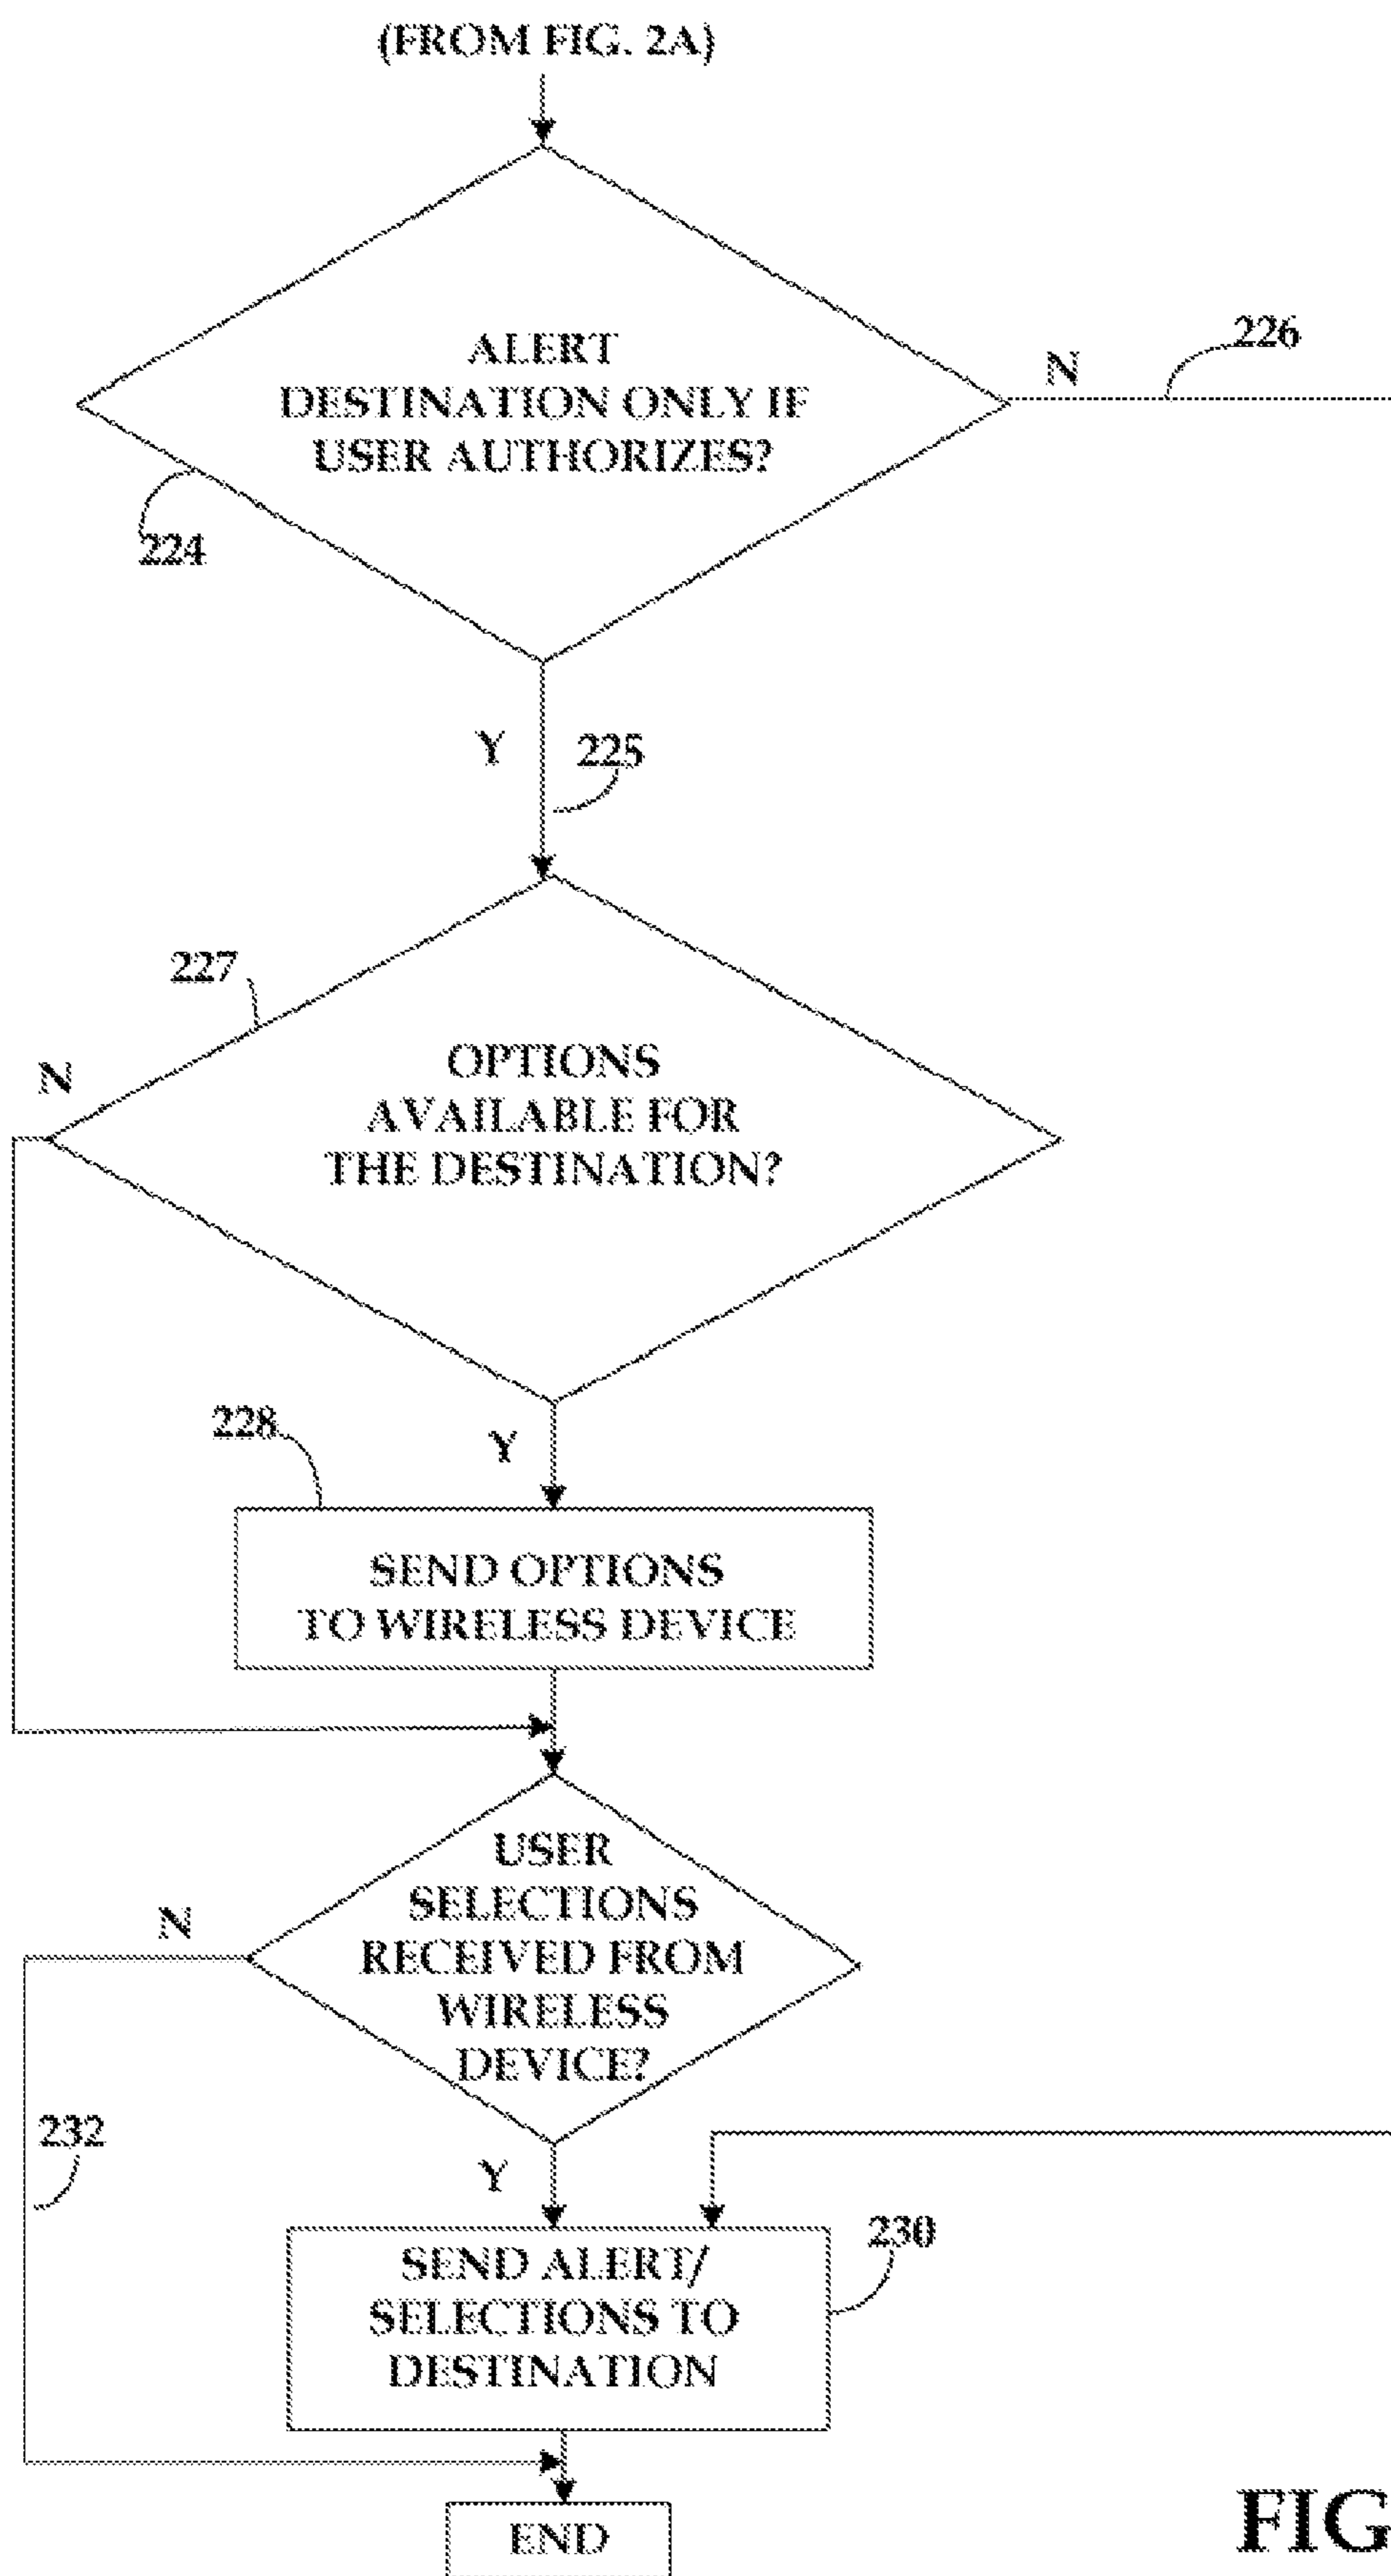 (FROM FIG. 2A)
ALERT
DESTINATION ONLY IF
USER AUTHORIZES?
N
226
224
Y
225
227
N
OPTIONS
AVAILABLE FOR
THE DESTINATION?
228
Y
SEND OPTIONS
TO WIRELESS DEVICE
USER
SELECTIONS
RECEIVED FROM
WIRELESS
DEVICE?
N
232
Y
230
SEND ALERT/
SELECTIONS TO
DESTINATION
END
FIG